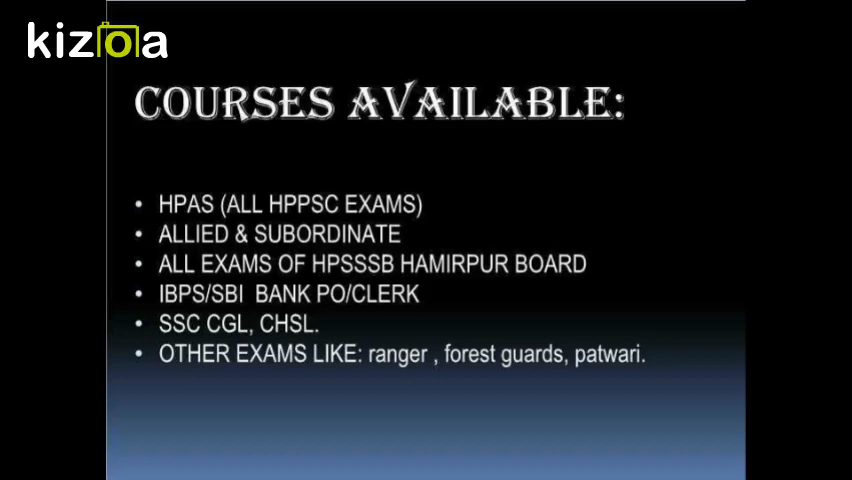 kizoa
COURSES AVAILABLE:
• HPAS (ALL HPPSC EXAMS)
• ALLIED & SUBORDINATE
• ALL EXAMS OF HPSSSB HAMIRPUR BOARD
• IBPS/SBI BANK PO/CLERK
• SSC CGL, CHSL.
• OTHER EXAMS LIKE: ranger , forest guards, patwari.